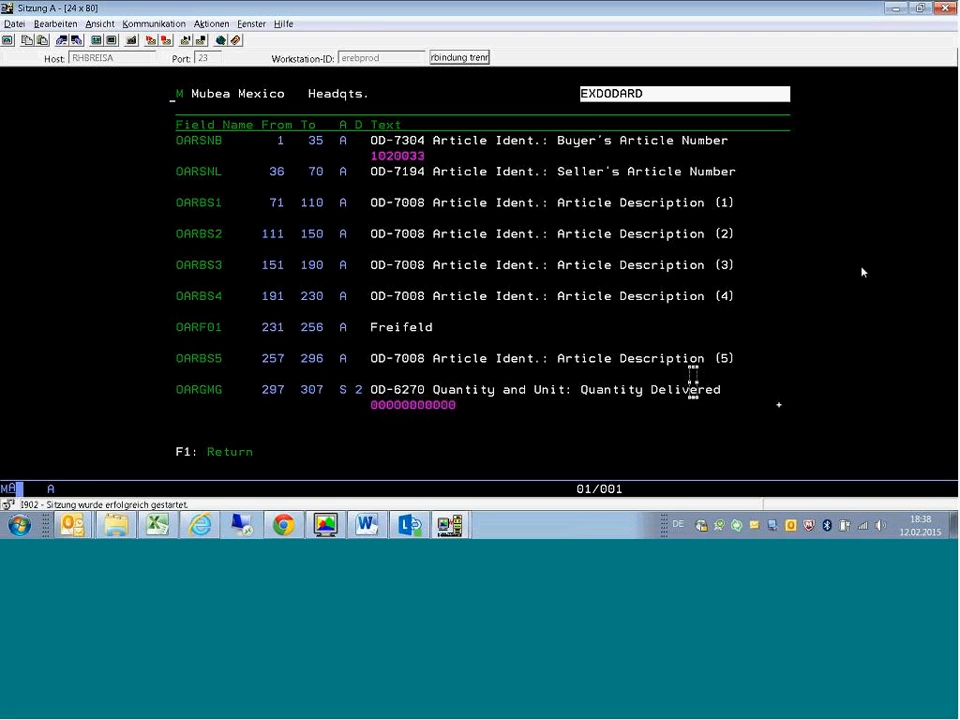 Sitzung A - [24 x 80]
Datei Bearbeiten Ansicht Kommunikation Aktionen Fenster Hilfe
Host: RHBREISA Port: 23 Workstation-ID: erebprod rbindung trenr
M Mubea Mexico Headqts. EXDODARD
Field Name From To A D Text
OARSNB 1 35 A OD-7304 Article Ident.: Buyer's Article Number
1020033
OARSNL 36 70 A OD-7194 Article Ident.: Seller's Article Number
OARBS1 71 110 A OD-7008 Article Ident.: Article Description (1)
OARBS2 111 150 A OD-7008 Article Ident.: Article Description (2)
OARBS3 151 190 A OD-7008 Article Ident.: Article Description (3)
OARBS4 191 230 A OD-7008 Article Ident.: Article Description (4)
OARF01 231 256 A Freifeld
OARBS5 257 296 A OD-7008 Article Ident.: Article Description (5)
OARGMG 297 307 S 2 OD-6270 Quantity and Unit: Quantity Delivered
00000000000 +
F1: Return
MA A 01/001
I902 - Sitzung wurde erfolgreich gestartet.
DE 18:38
12.02.2015